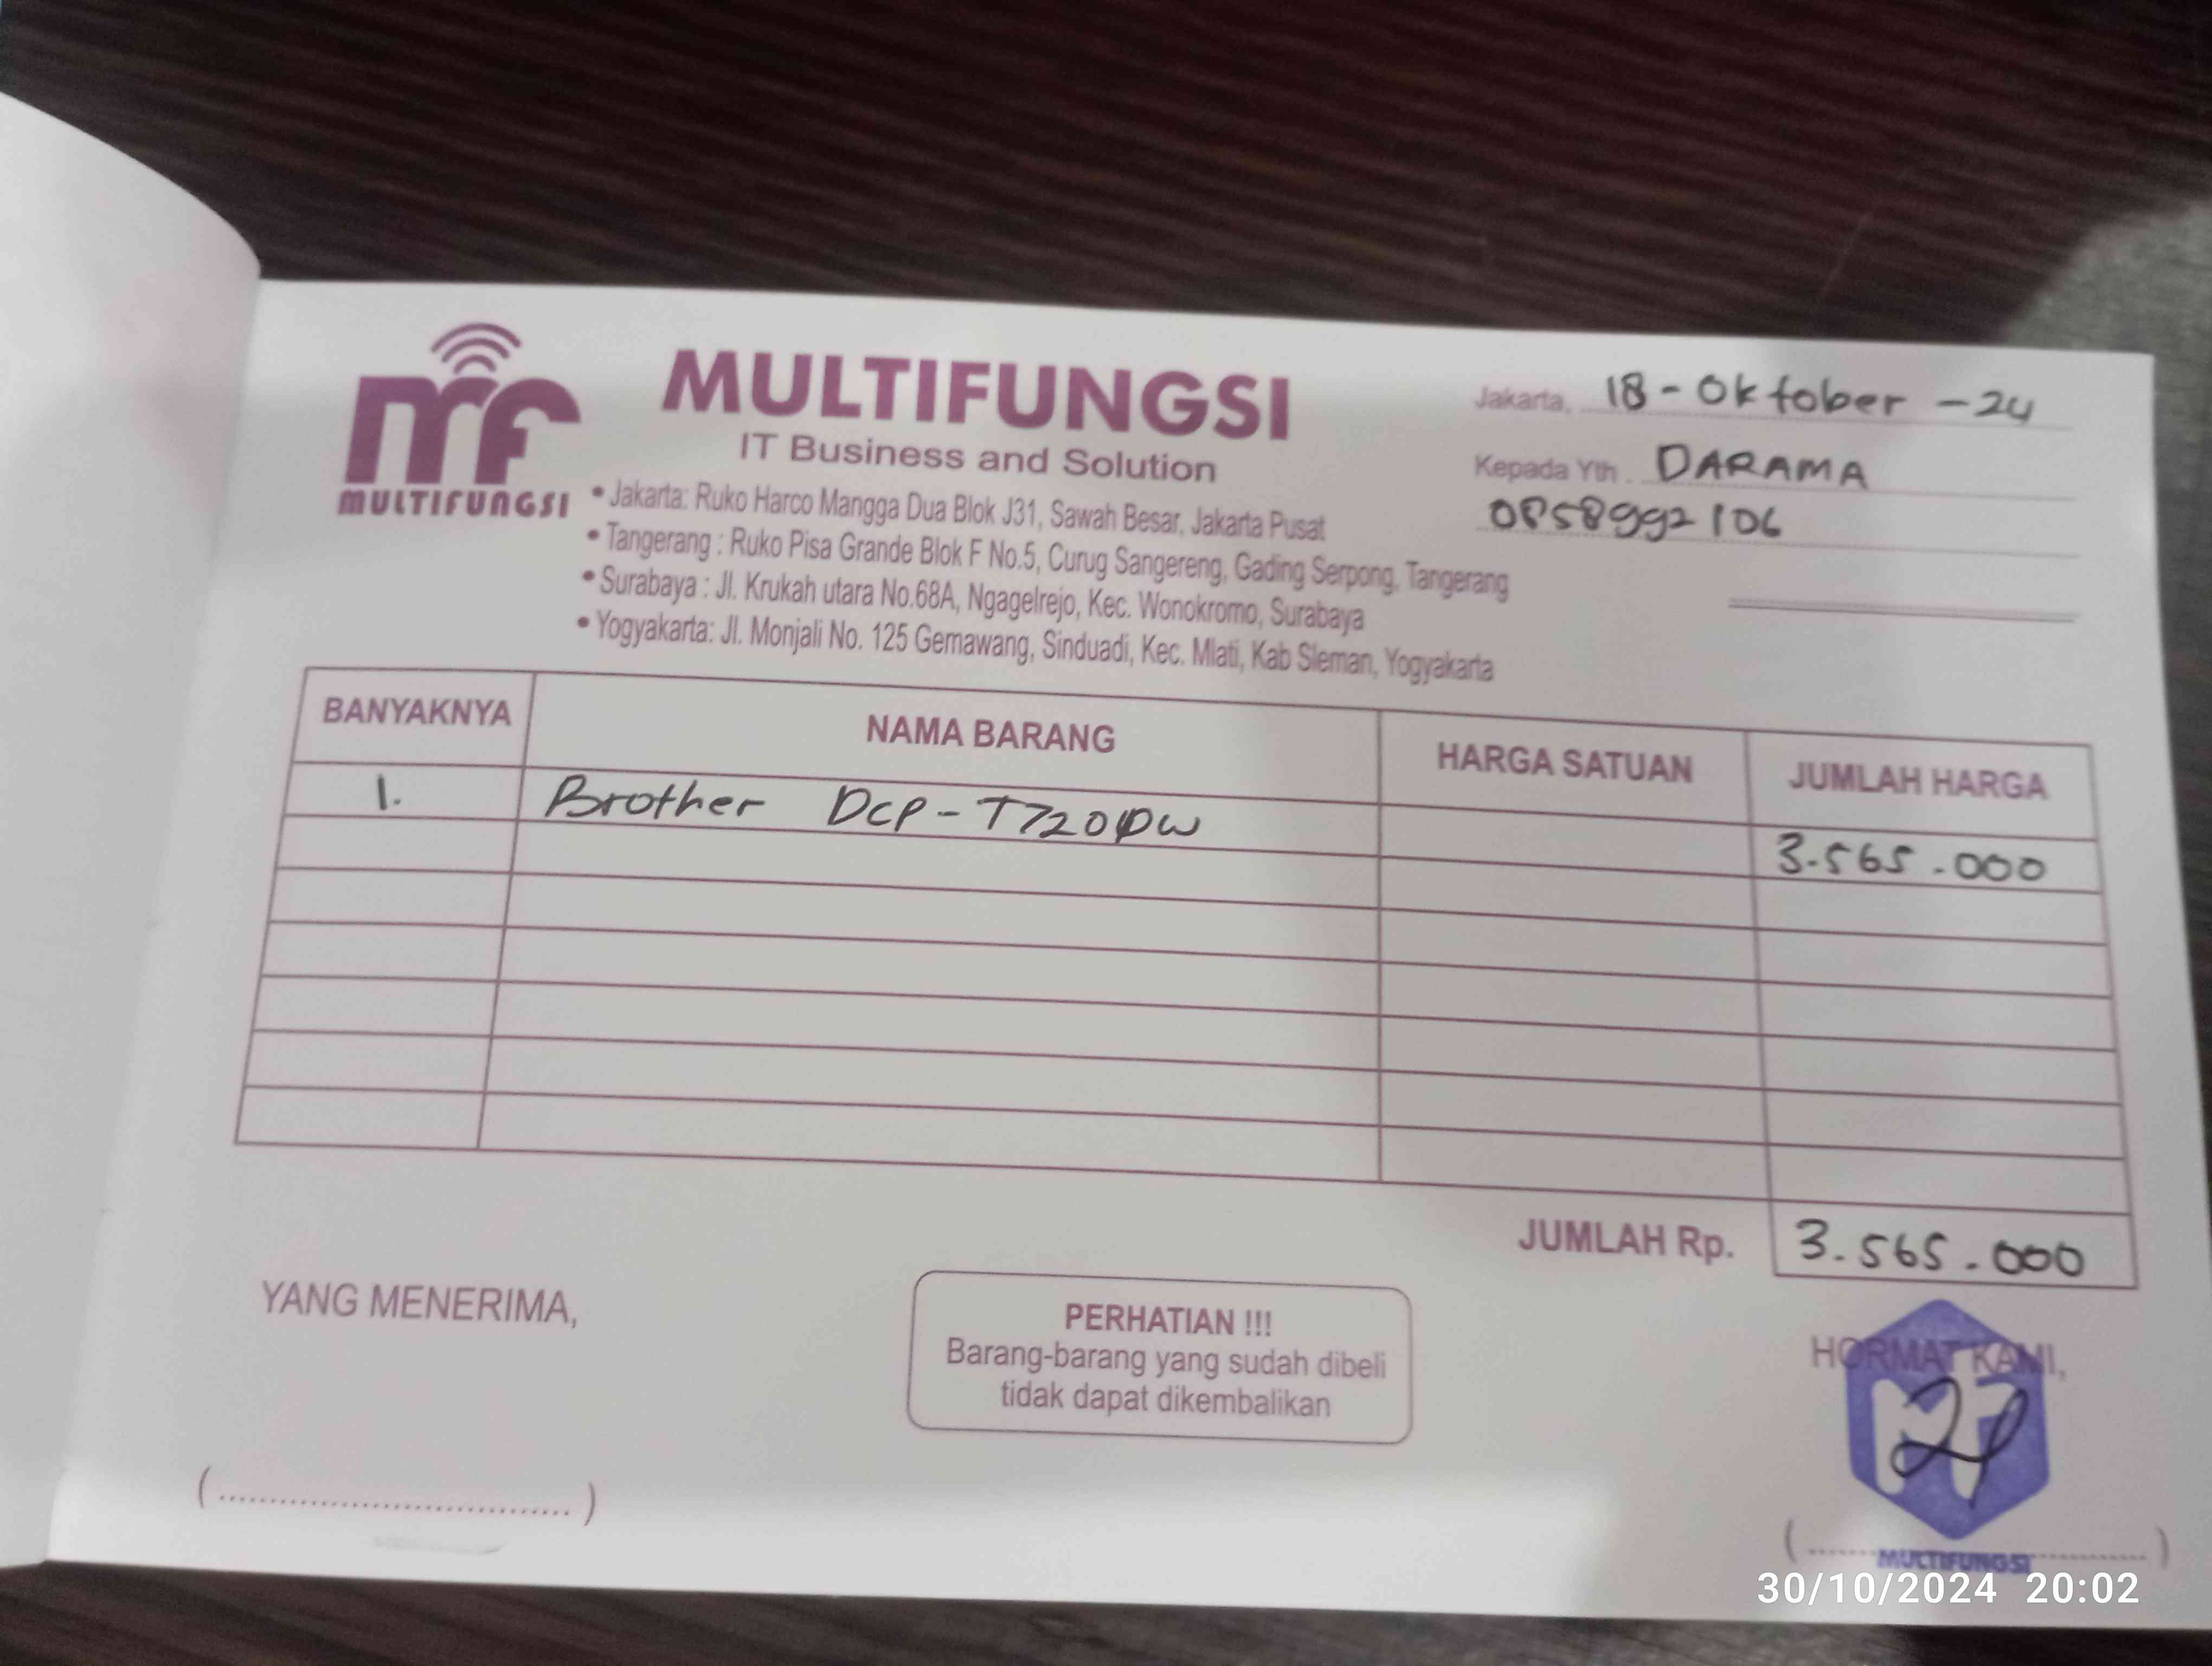 mf
MULTIFUNGSI
MULTIFUNGSI
IT Business and Solution
• Jakarta: Ruko Harco Mangga Dua Blok J31, Sawah Besar, Jakarta Pusat
• Tangerang : Ruko Pisa Grande Blok F No.5, Curug Sangereng, Gading Serpong, Tangerang
• Surabaya : Jl. Krukah utara No.68A, Ngagelrejo, Kec. Wonokromo, Surabaya
• Yogyakarta: Jl. Monjali No. 125 Gemawang, Sinduadi, Kec. Mlati, Kab Sleman, Yogyakarta
Jakarta, 18 - Oktober - 24
Kepada Yth. DARAMA
0858992106
BANYAKNYA NAMA BARANG HARGA SATUAN JUMLAH HARGA
1. Brother DCP-T720DW 3.565.000
JUMLAH Rp. 3.565.000
YANG MENERIMA,
PERHATIAN !!!
Barang-barang yang sudah dibeli
tidak dapat dikembalikan
HORMAT KAMI,
MF
MULTIFUNGSI
30/10/2024 20:02